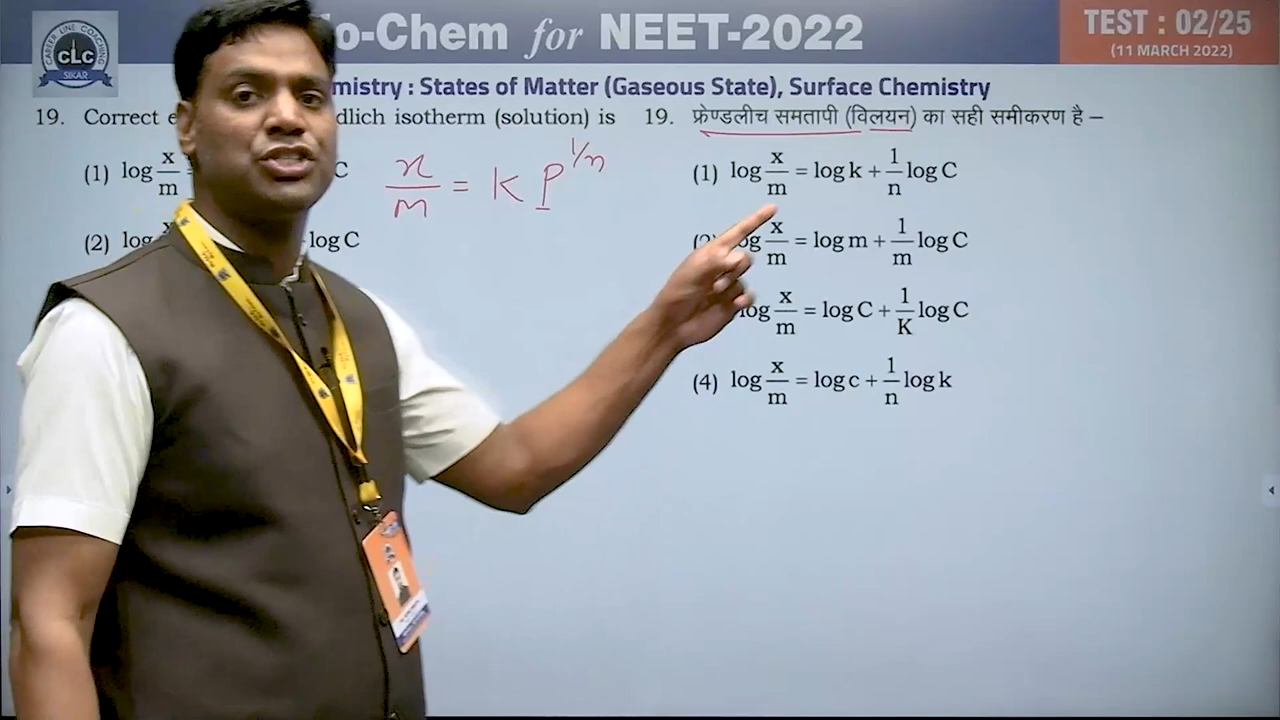 o-Chem for NEET-2022
TEST : 02/25
(11 MARCH 2022)
CAREER LINE COACHING
CLC
SIKAR
mistry : States of Matter (Gaseous State), Surface Chemistry
19. Correct e dlich isotherm (solution) is
(1) log x/m C
x/m = K P^1/n
(2) log log C
19. फ्रेण्डलीच समतापी (विलयन) का सही समीकरण है –
(1) log x/m = log k + 1/n log C
(2) og x/m = log m + 1/m log C
log x/m = log C + 1/K log C
(4) log x/m = log c + 1/n log k